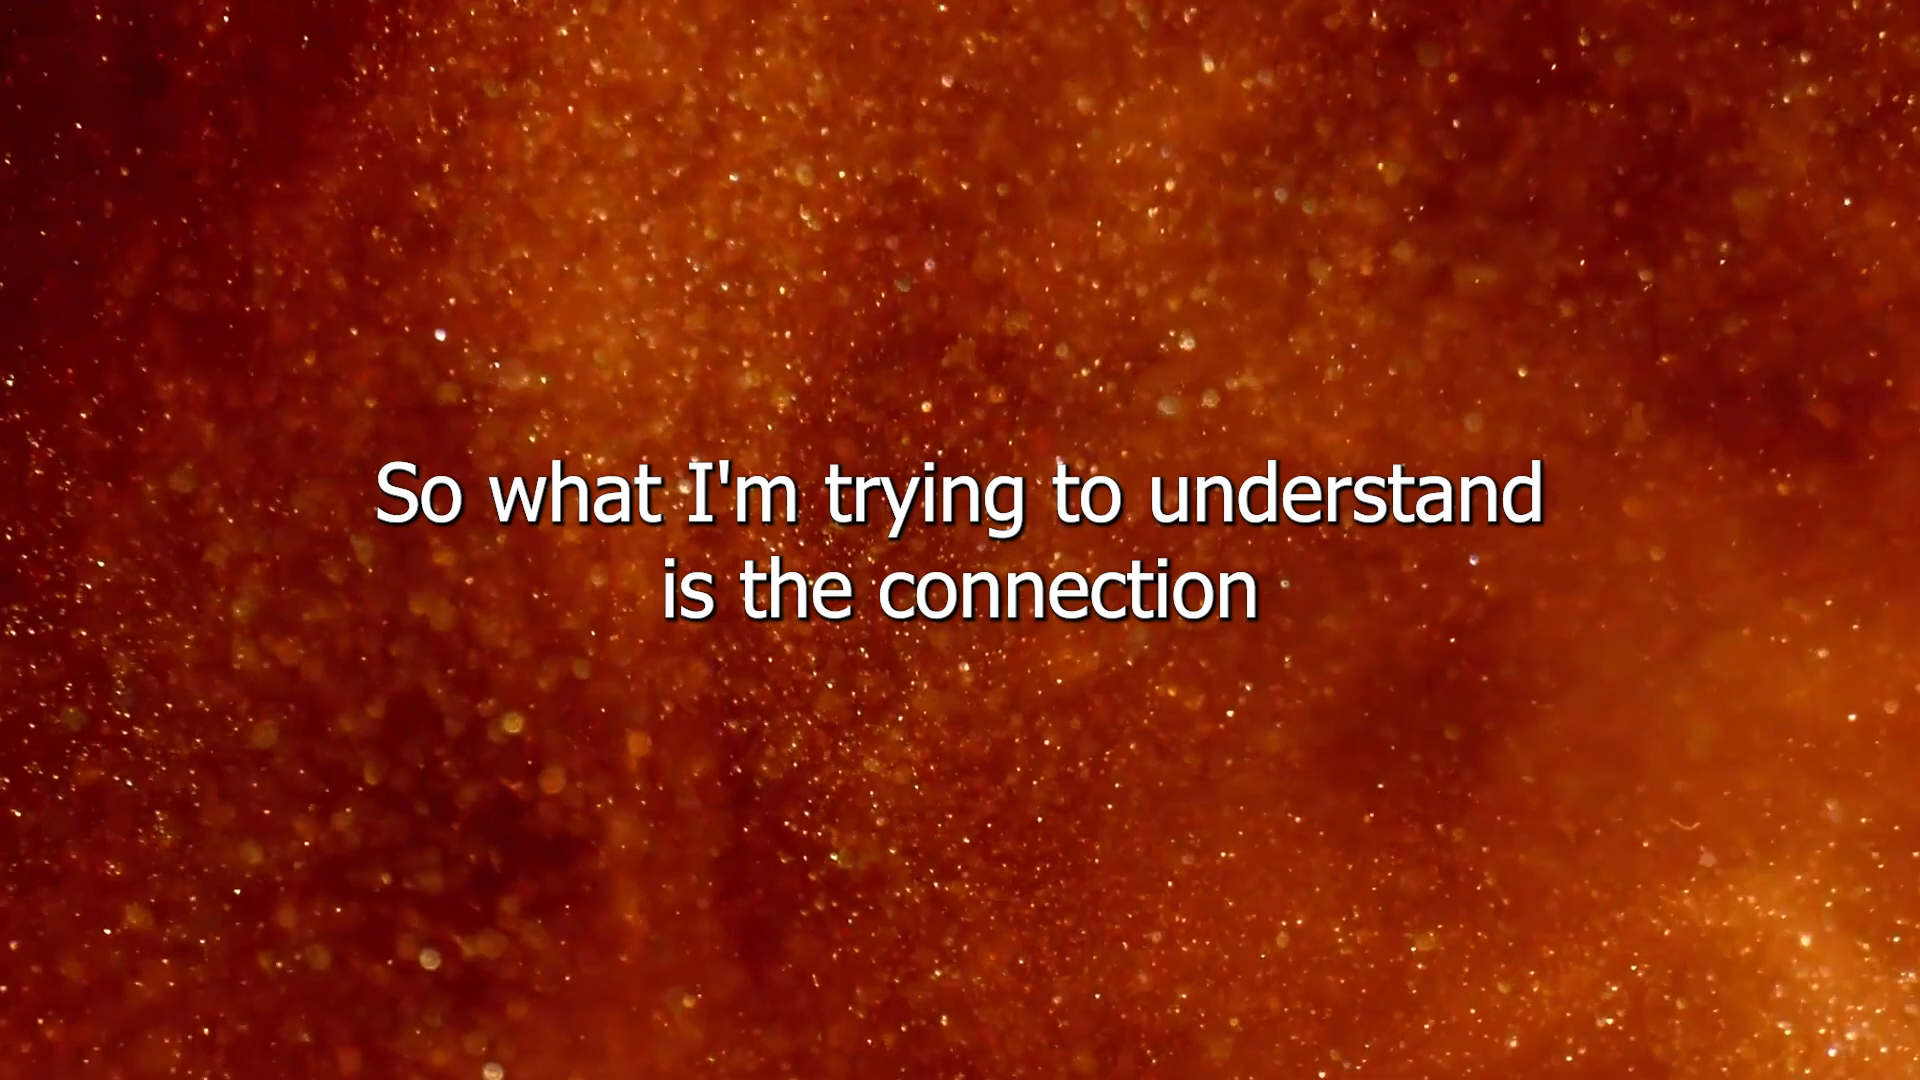 So what I'm trying to understand
is the connection